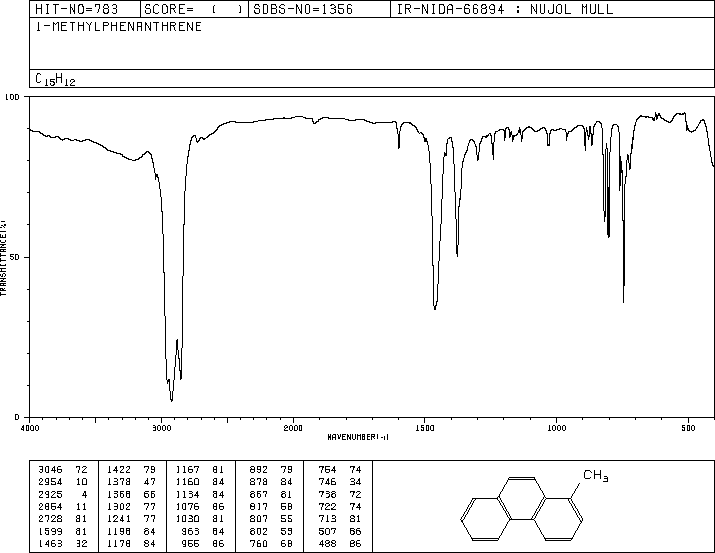 HIT-NO=783 SCORE= ( ) SDBS-NO=1356 IR-NIDA-66894 : NUJOL MULL
1-METHYLPHENANTHRENE
C15H12
100
50
0
TRANSMITTANCE(%)
4000 3000 2000 1500 1000 500
WAVENUMBER(-1)
3046 72 1422 79 1167 81 892 79 754 74
2954 10 1378 47 1160 84 878 84 746 34
2925 4 1368 66 1134 84 867 81 738 72
2854 11 1302 77 1076 86 817 58 722 74
2728 81 1241 77 1030 81 807 55 713 81
1599 81 1198 84 963 84 802 53 507 86
1463 32 1178 84 955 86 760 68 488 86
CH3